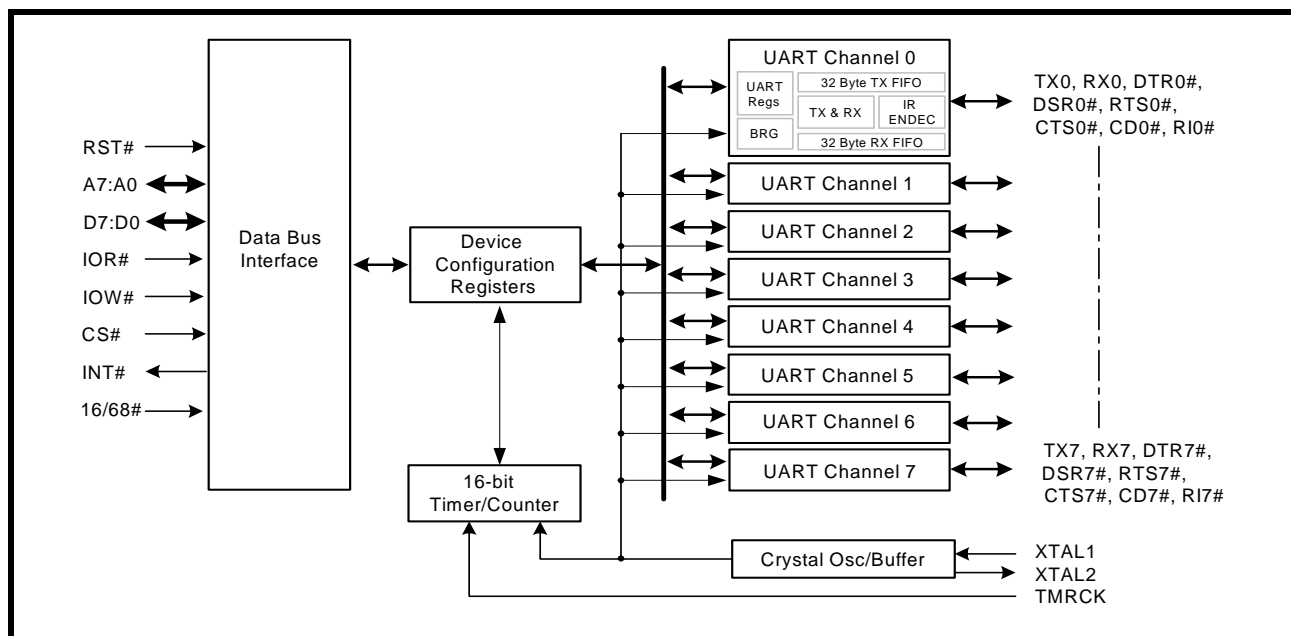 RST#
A7:A0
D7:D0
IOR#
IOW#
CS#
INT#
16/68#
Data Bus
Interface
Device
Configuration
Registers
16-bit
Timer/Counter
UART Channel 0
UART
Regs
BRG
32 Byte TX FIFO
TX & RX
IR
ENDEC
32 Byte RX FIFO
UART Channel 1
UART Channel 2
UART Channel 3
UART Channel 4
UART Channel 5
UART Channel 6
UART Channel 7
Crystal Osc/Buffer
TX0, RX0, DTR0#,
DSR0#, RTS0#,
CTS0#, CD0#, RI0#
TX7, RX7, DTR7#,
DSR7#, RTS7#,
CTS7#, CD7#, RI7#
XTAL1
XTAL2
TMRCK